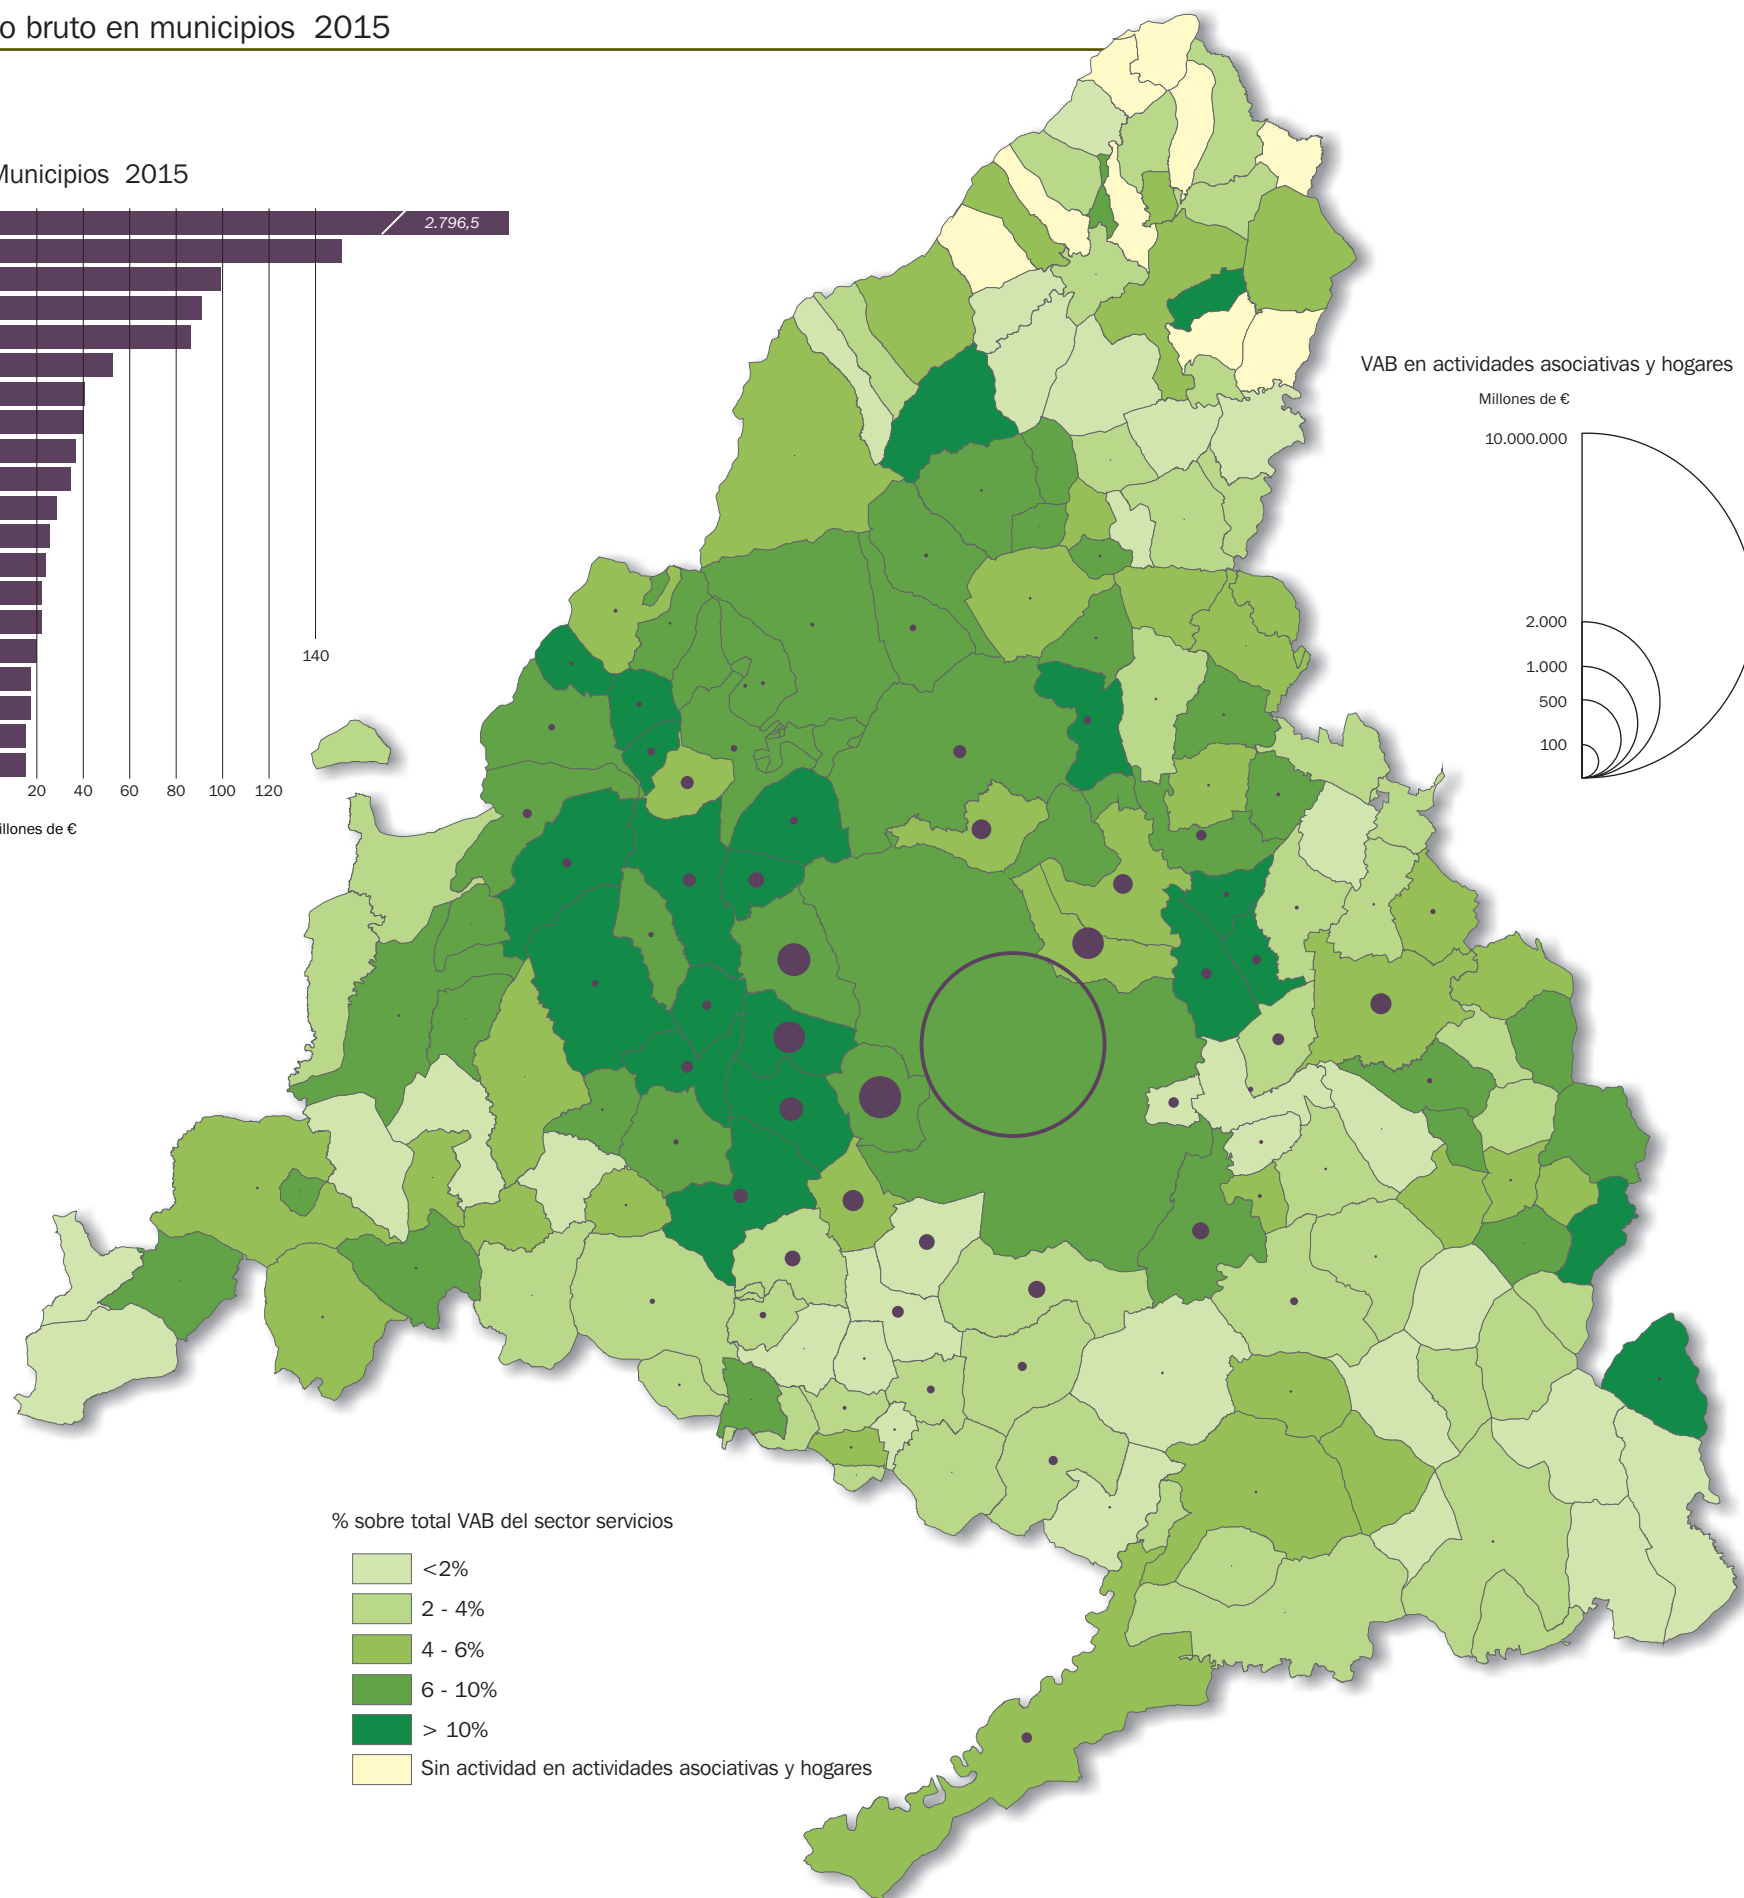 o bruto en municipios 2015
Municipios 2015
2.796,5
140
20 40 60 80 100 120
illones de €
VAB en actividades asociativas y hogares
Millones de €
10.000.000
2.000
1.000
500
100
% sobre total VAB del sector servicios
<2%
2 - 4%
4 - 6%
6 - 10%
> 10%
Sin actividad en actividades asociativas y hogares